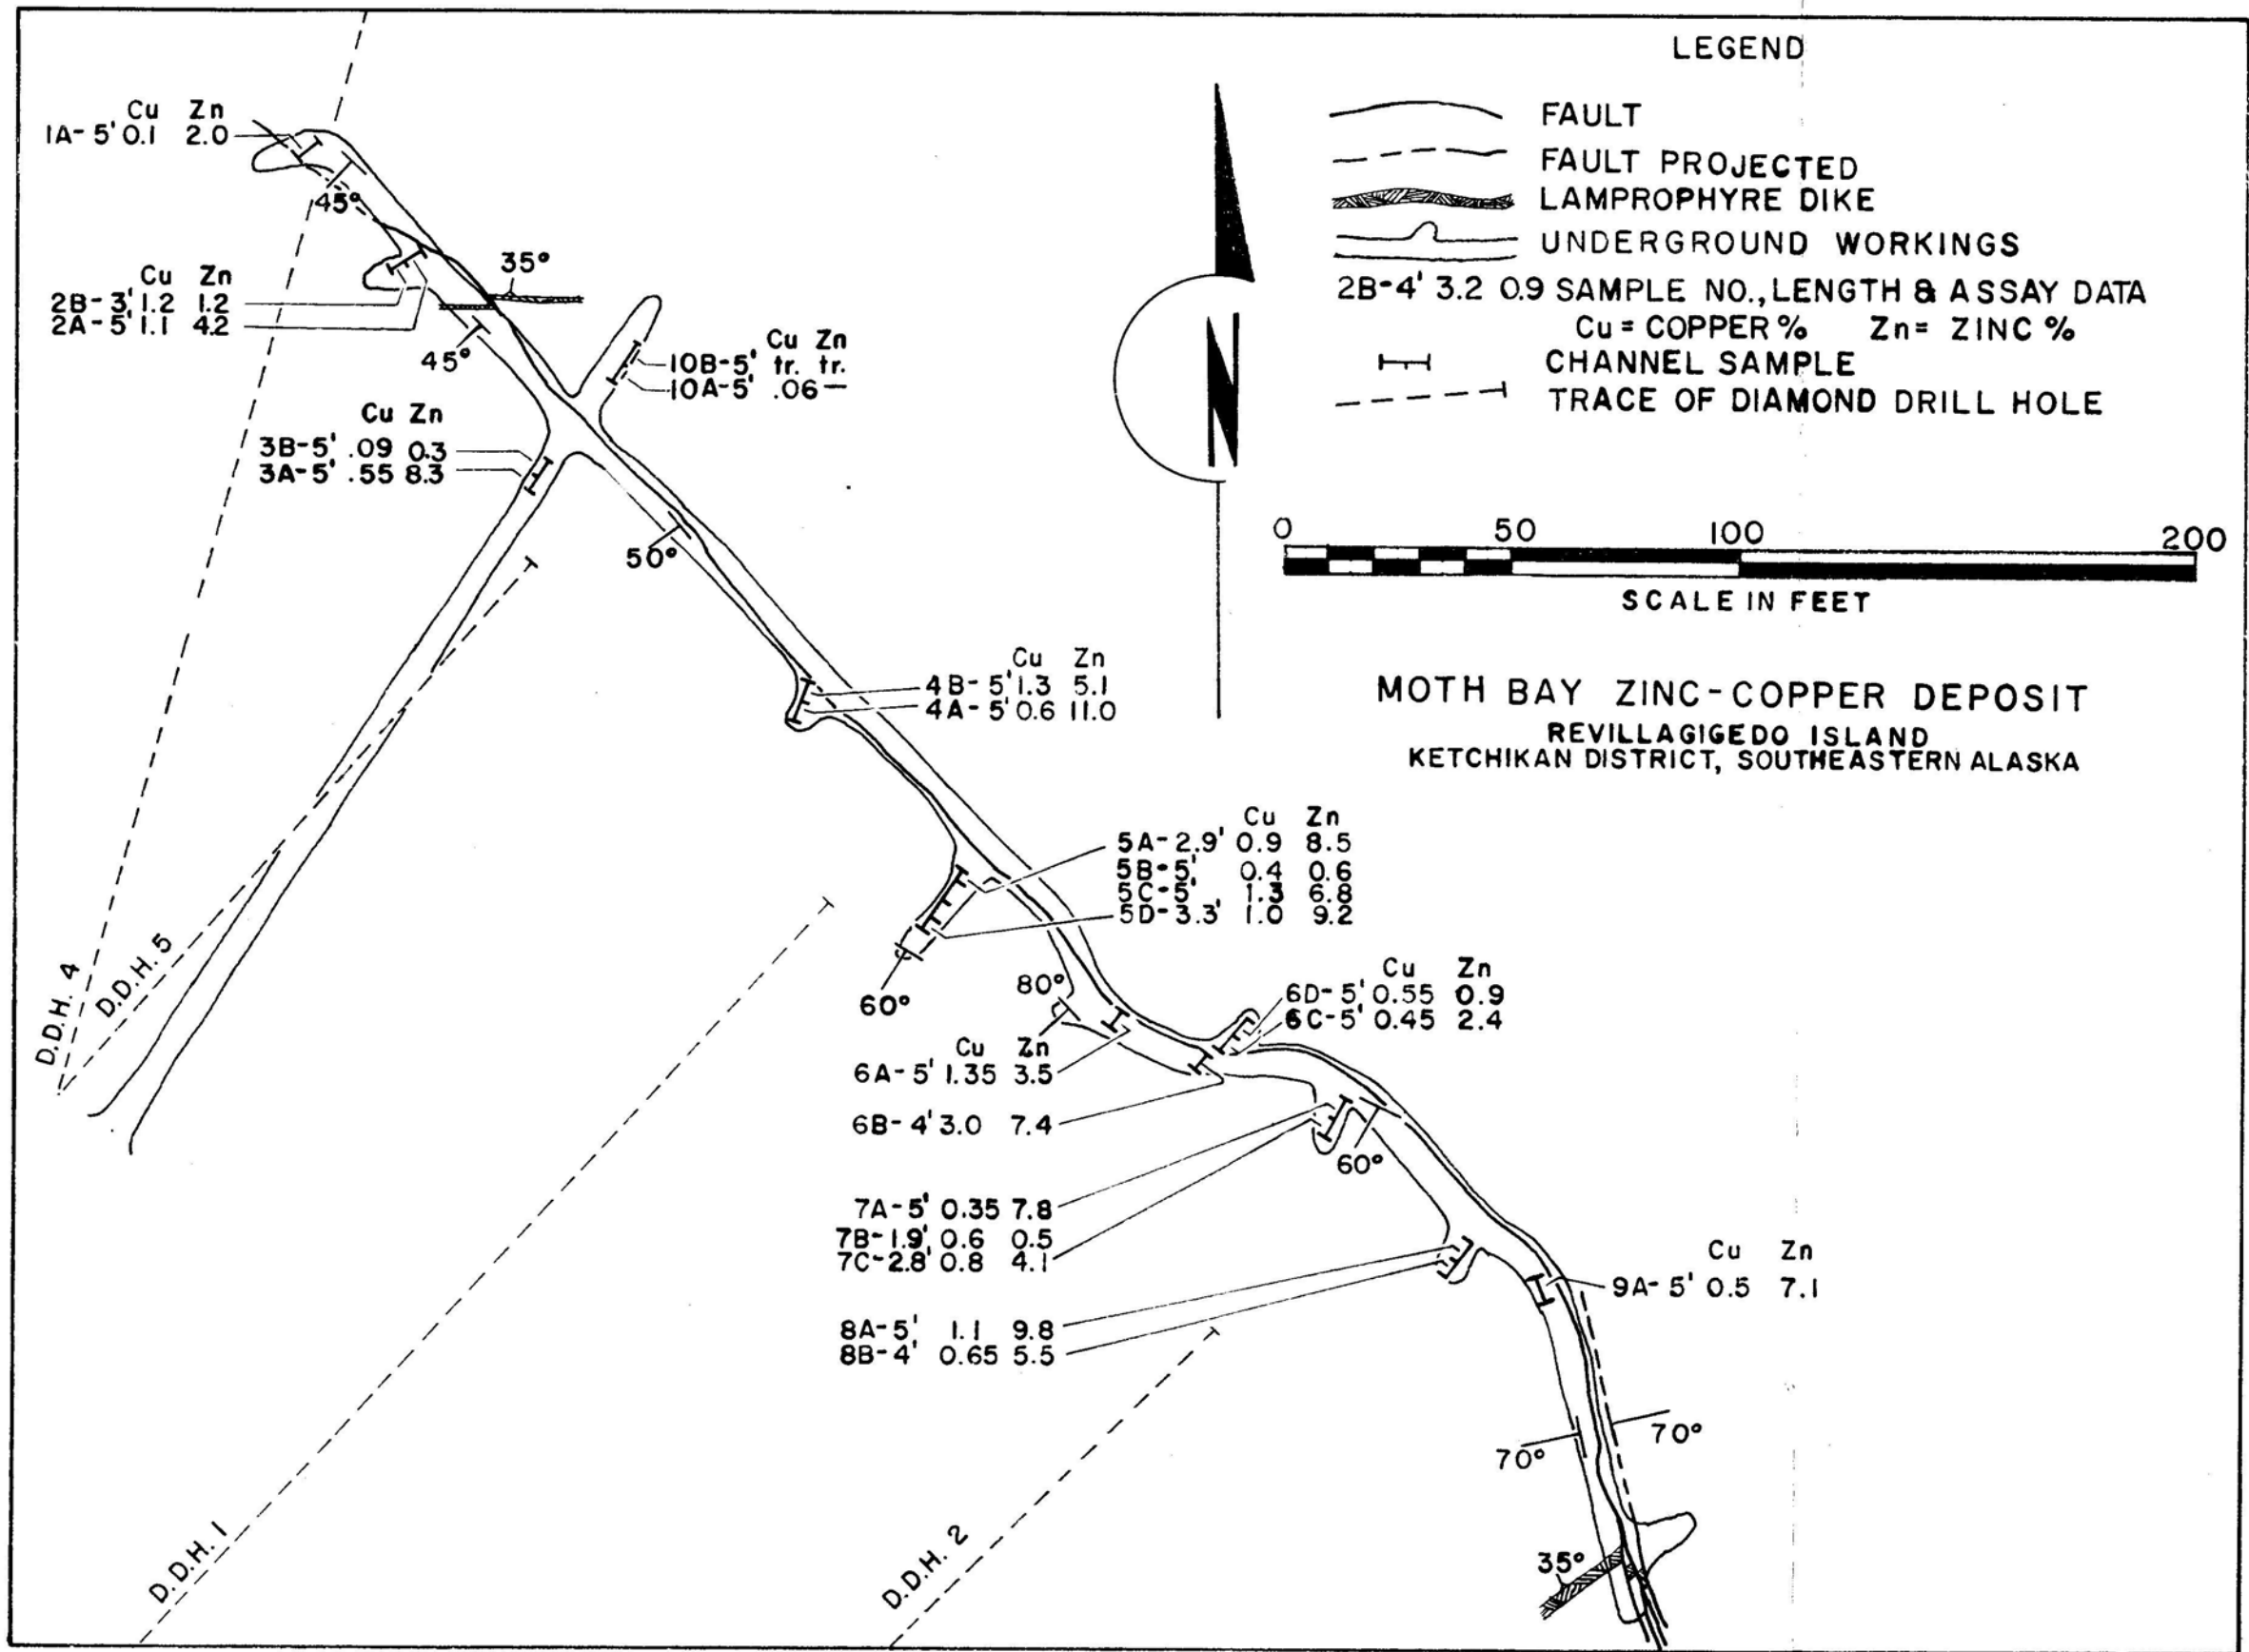 LEGEND
FAULT
FAULT PROJECTED
LAMPROPHYRE DIKE
UNDERGROUND WORKINGS
2B-4' 3.2 0.9 SAMPLE NO., LENGTH & ASSAY DATA
Cu = COPPER % Zn = ZINC %
CHANNEL SAMPLE
TRACE OF DIAMOND DRILL HOLE
N
0 50 100 200
SCALE IN FEET
MOTH BAY ZINC-COPPER DEPOSIT
REVILLAGIGEDO ISLAND
KETCHIKAN DISTRICT, SOUTHEASTERN ALASKA
Cu Zn
1A-5' 0.1 2.0
45°
Cu Zn
2B-3' 1.2 1.2
2A-5' 1.1 4.2
35°
45°
Cu Zn
10B-5' tr. tr.
10A-5' .06 —
Cu Zn
3B-5' .09 0.3
3A-5' .55 8.3
50°
Cu Zn
4B-5' 1.3 5.1
4A-5' 0.6 11.0
Cu Zn
5A-2.9' 0.9 8.5
5B-5' 0.4 0.6
5C-5' 1.3 6.8
5D-3.3' 1.0 9.2
60°
80°
Cu Zn
6D-5' 0.55 0.9
6C-5' 0.45 2.4
Cu Zn
6A-5' 1.35 3.5
6B-4' 3.0 7.4
60°
7A-5' 0.35 7.8
7B-1.9' 0.6 0.5
7C-2.8' 0.8 4.1
Cu Zn
9A-5' 0.5 7.1
8A-5' 1.1 9.8
8B-4' 0.65 5.5
70°
70°
35°
D.D.H. 4
D.D.H. 5
D.D.H. 1
D.D.H. 2